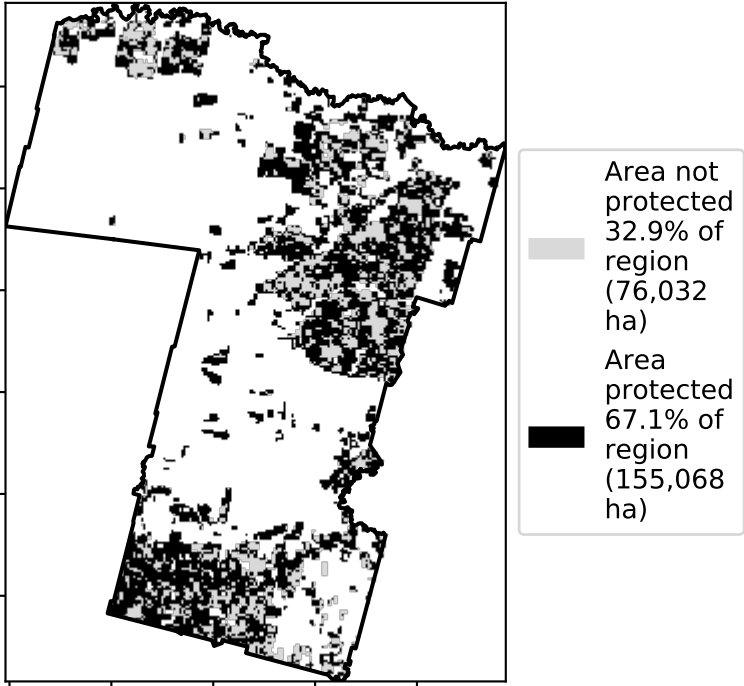 Area not
protected
32.9% of
region
(76,032
ha)
Area
protected
67.1% of
region
(155,068
ha)